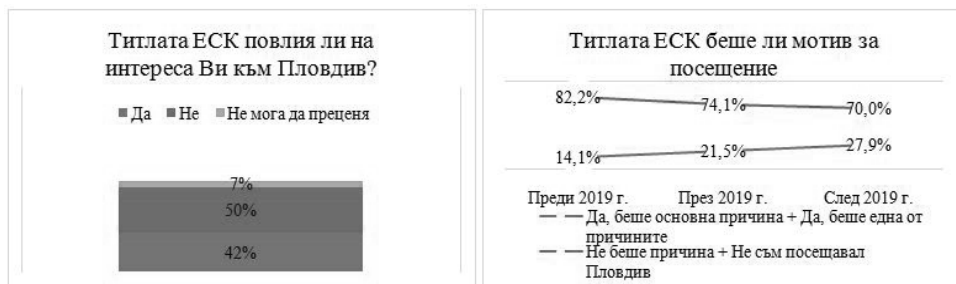 Титлата ЕСК повлия ли на
интереса Ви към Пловдив?
Да Не Не мога да преценя
7%
50%
42%
Титлата ЕСК беше ли мотив за
посещение
82,2% 74,1% 70,0%
14,1% 21,5% 27,9%
Преди 2019 г. През 2019 г. След 2019 г.
Да, беше основна причина + Да, беше една от
причините
Не беше причина + Не съм посещавал
Пловдив